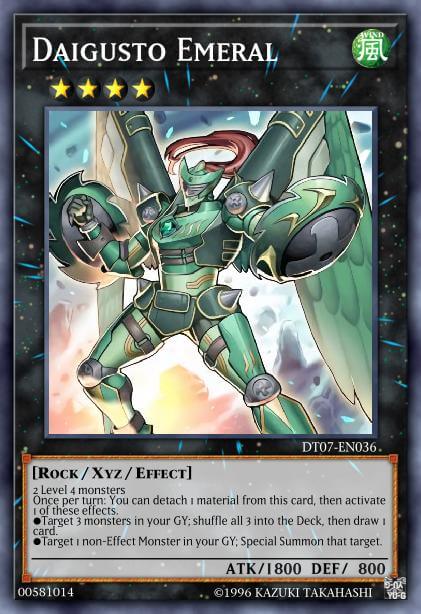 Daigusto Emeral
WIND
風
DT07-EN036
[Rock/Xyz/Effect]
2 Level 4 monsters
Once per turn: You can detach 1 material from this card, then activate
1 of these effects.
●Target 3 monsters in your GY; shuffle all 3 into the Deck, then draw 1
card.
●Target 1 non-Effect Monster in your GY; Special Summon that target.
ATK/1800 DEF/ 800
00581014
©1996 KAZUKI TAKAHASHI